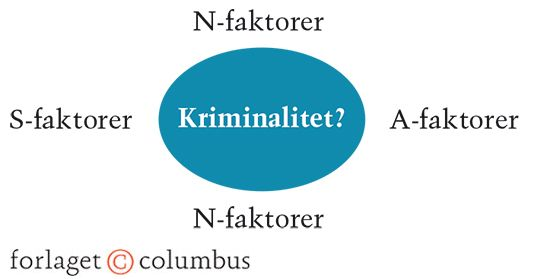 N-faktorer
S-faktorer Kriminalitet? A-faktorer
N-faktorer
forlaget © columbus